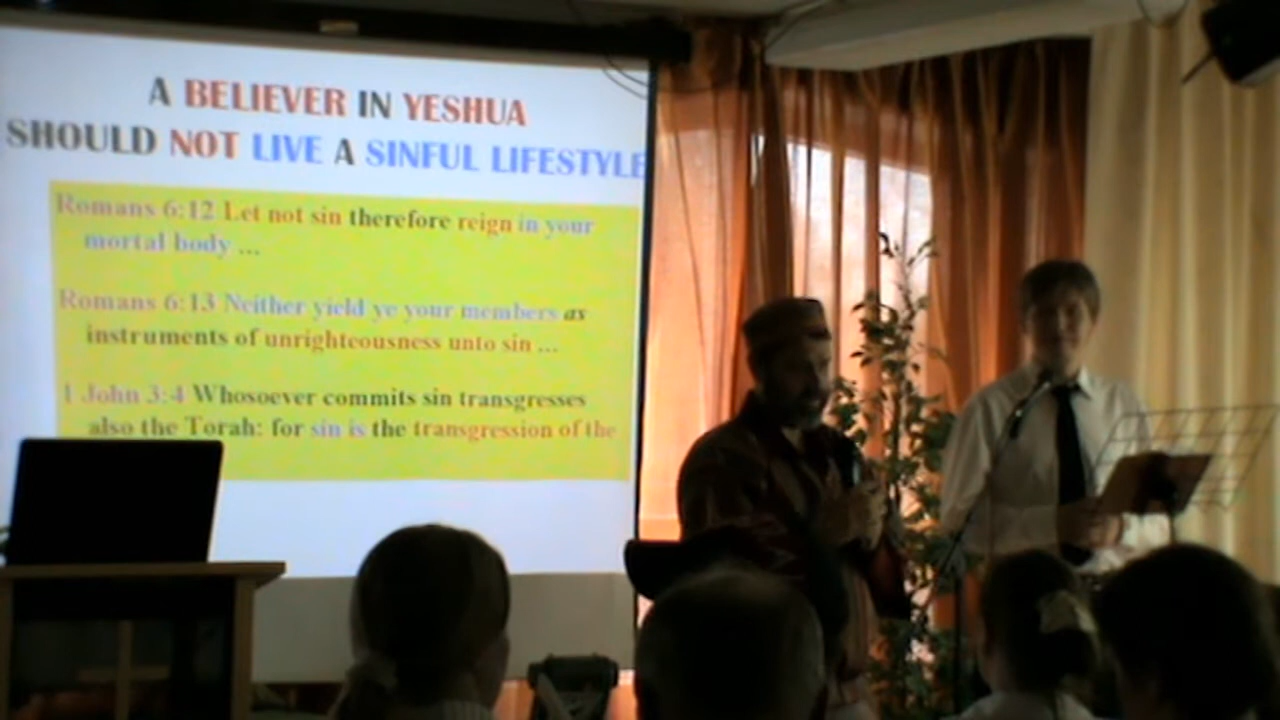 A BELIEVER IN YESHUA
SHOULD NOT LIVE A SINFUL LIFESTYLE
Romans 6:12 Let not sin therefore reign in your
mortal body ...
Romans 6:13 Neither yield ye your members as
instruments of unrighteousness unto sin ...
1 John 3:4 Whosoever commits sin transgresses
also the Torah: for sin is the transgression of the